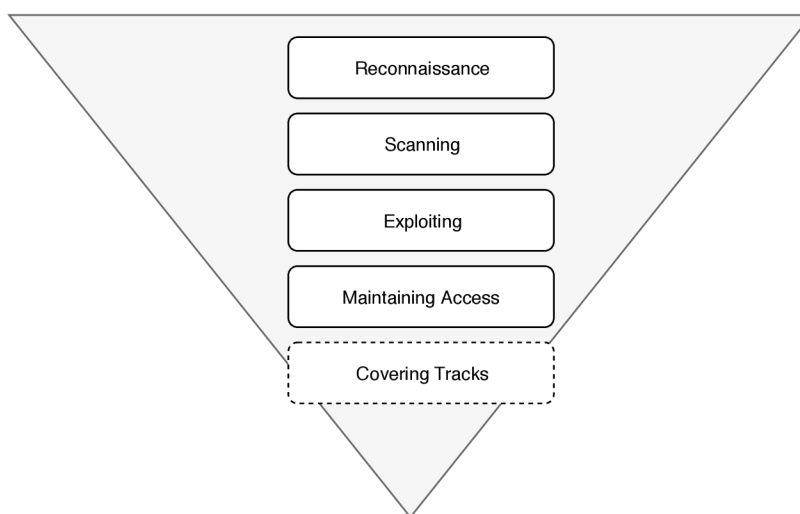 Reconnaissance
Scanning
Exploiting
Maintaining Access
Covering Tracks